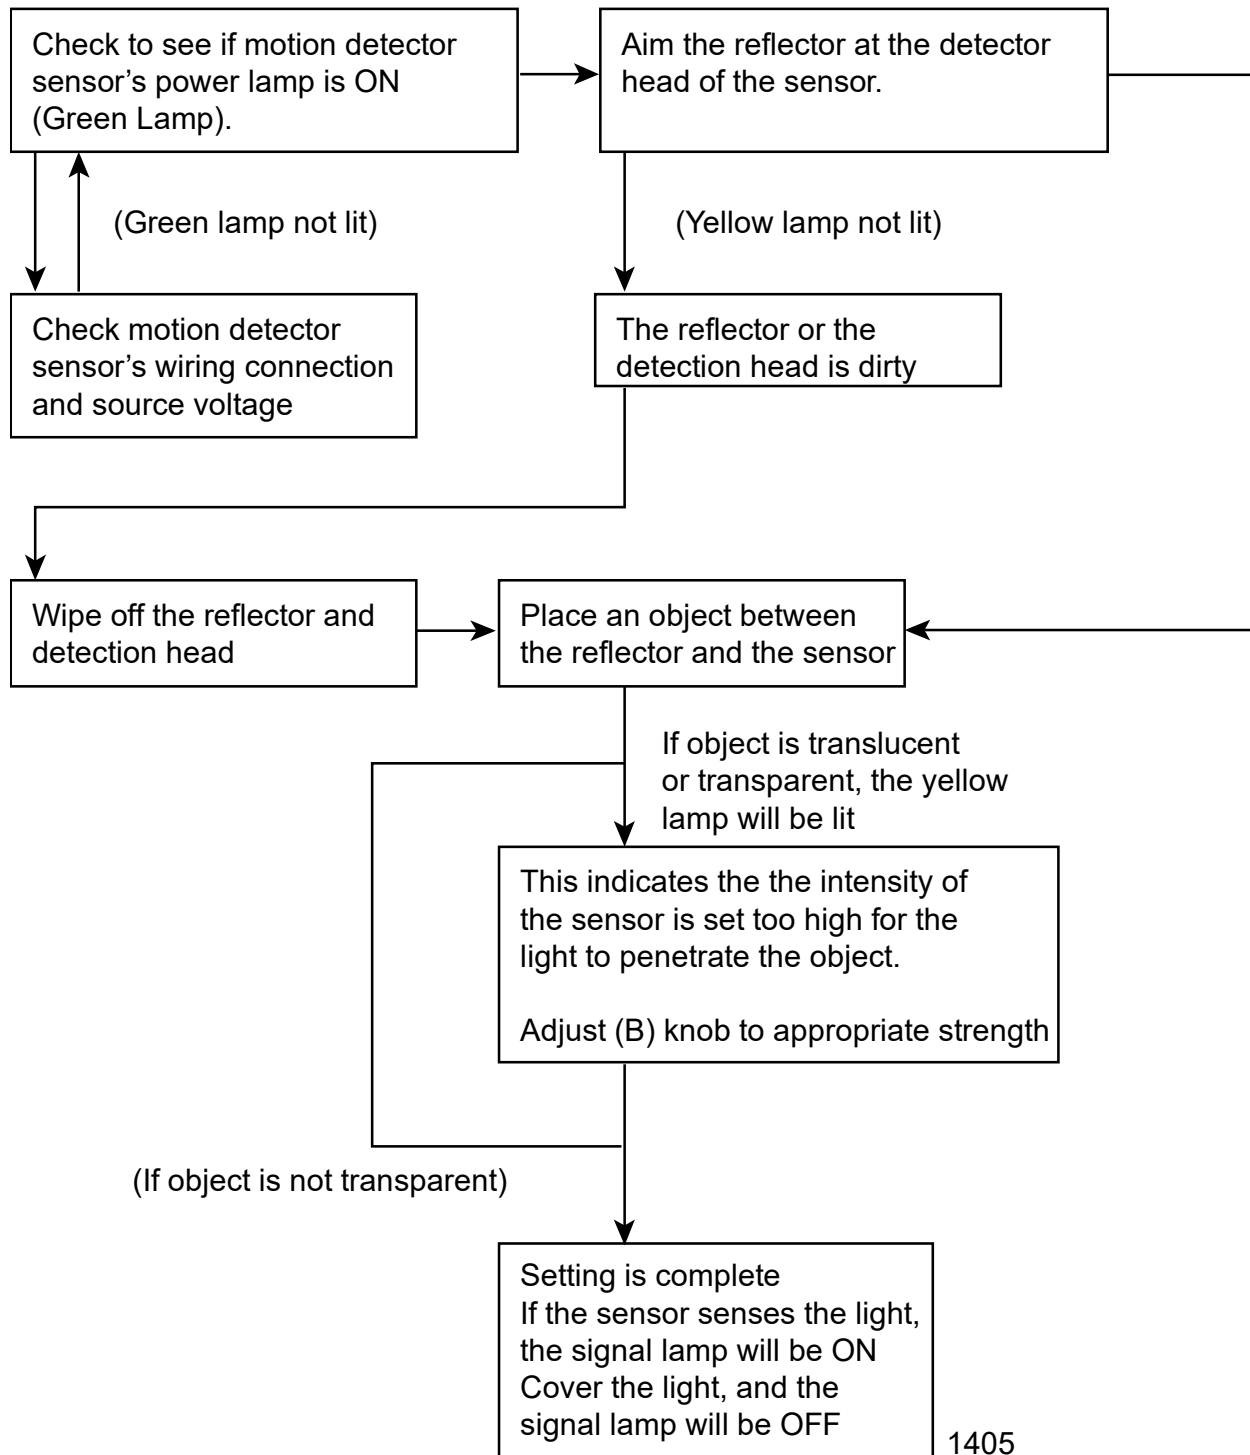 Check to see if motion detector
sensor’s power lamp is ON
(Green Lamp).
Aim the reflector at the detector
head of the sensor.
(Green lamp not lit)
(Yellow lamp not lit)
Check motion detector
sensor’s wiring connection
and source voltage
The reflector or the
detection head is dirty
Wipe off the reflector and
detection head
Place an object between
the reflector and the sensor
If object is translucent
or transparent, the yellow
lamp will be lit
This indicates the the intensity of
the sensor is set too high for the
light to penetrate the object.
Adjust (B) knob to appropriate strength
(If object is not transparent)
Setting is complete
If the sensor senses the light,
the signal lamp will be ON
Cover the light, and the
signal lamp will be OFF
1405